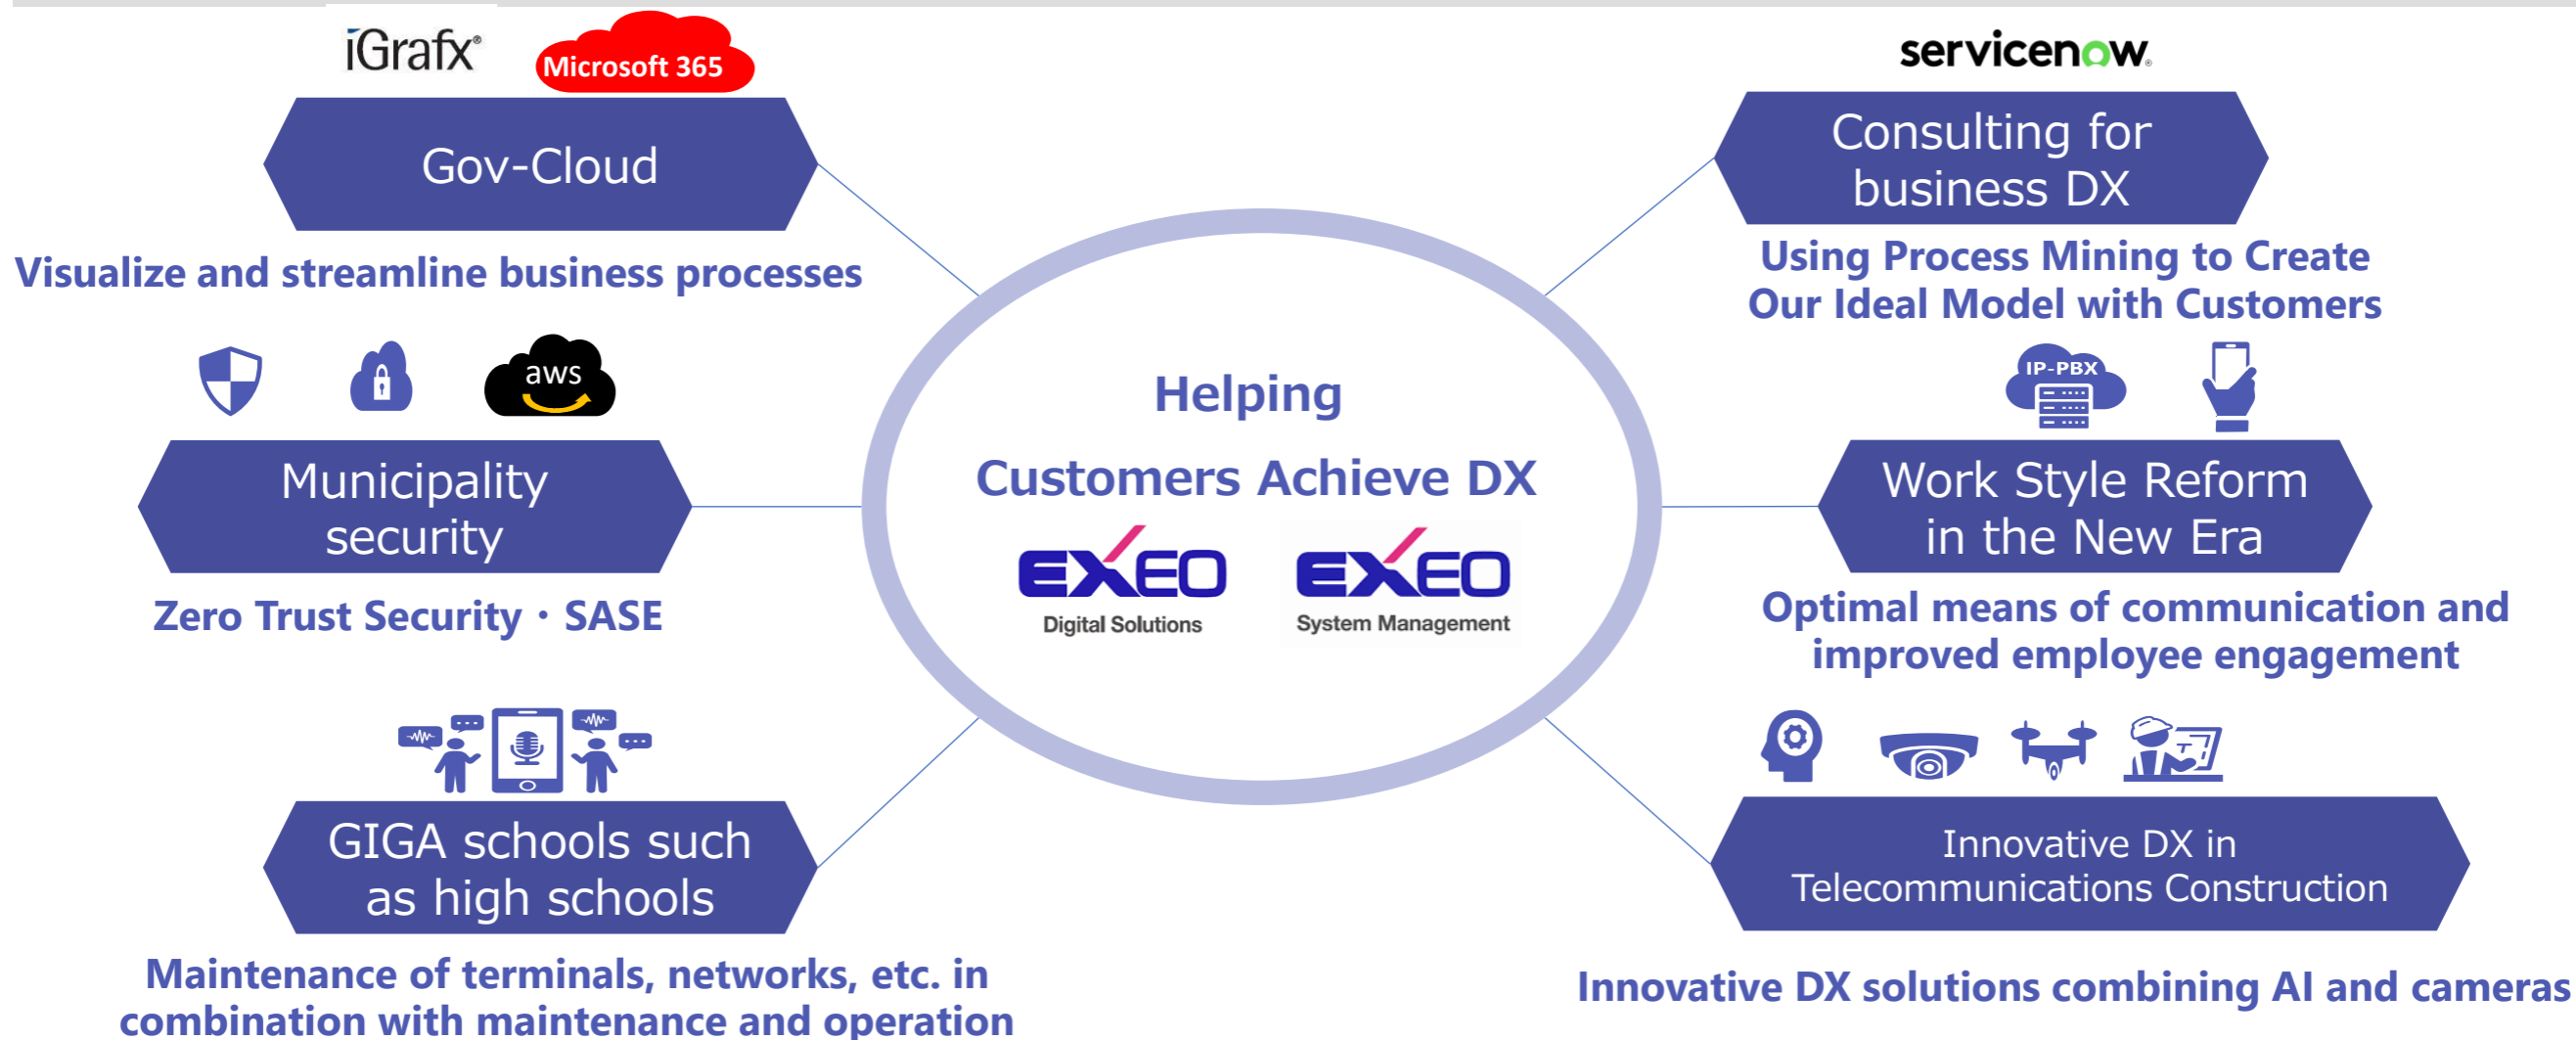 iGrafx®
Microsoft 365
Gov-Cloud
Visualize and streamline business processes
aws
Municipality
security
Zero Trust Security・SASE
GIGA schools such
as high schools
Maintenance of terminals, networks, etc. in
combination with maintenance and operation
Helping
Customers Achieve DX
EXEO
Digital Solutions
EXEO
System Management
servicenow®
Consulting for
business DX
Using Process Mining to Create
Our Ideal Model with Customers
IP-PBX
Work Style Reform
in the New Era
Optimal means of communication and
improved employee engagement
Innovative DX in
Telecommunications Construction
Innovative DX solutions combining AI and cameras